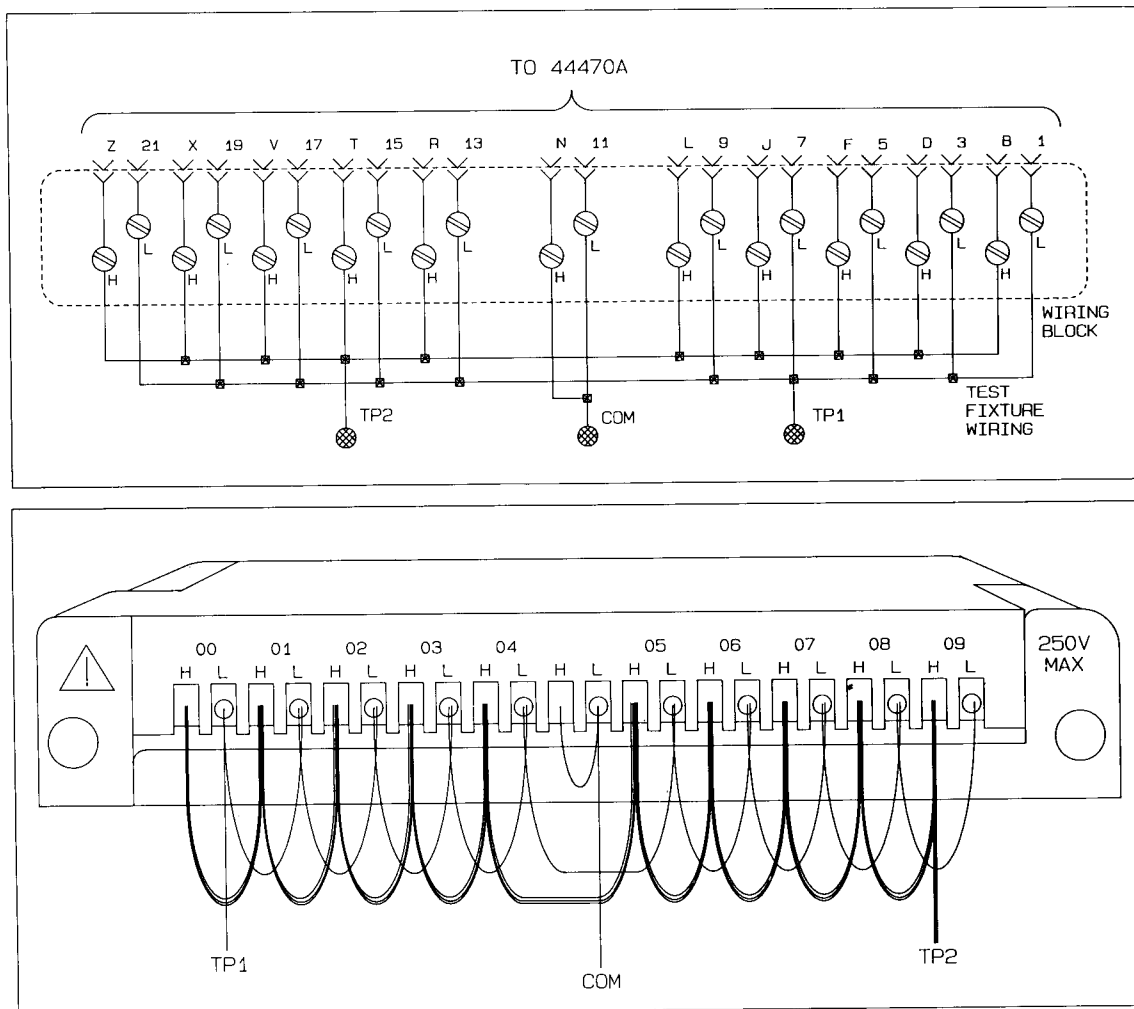 TO 44470A
Z 21 X 19 V 17 T 15 R 13 N 11 L 9 J 7 F 5 D 3 B 1
L L L L L L L L L L L
H H H H H H H H H H H
WIRING
BLOCK
TP2 COM TP1
TEST
FIXTURE
WIRING
00 01 02 03 04 05 06 07 08 09
H L H L H L H L H L H L H L H L H L H L H L
250V
MAX
TP1 COM TP2